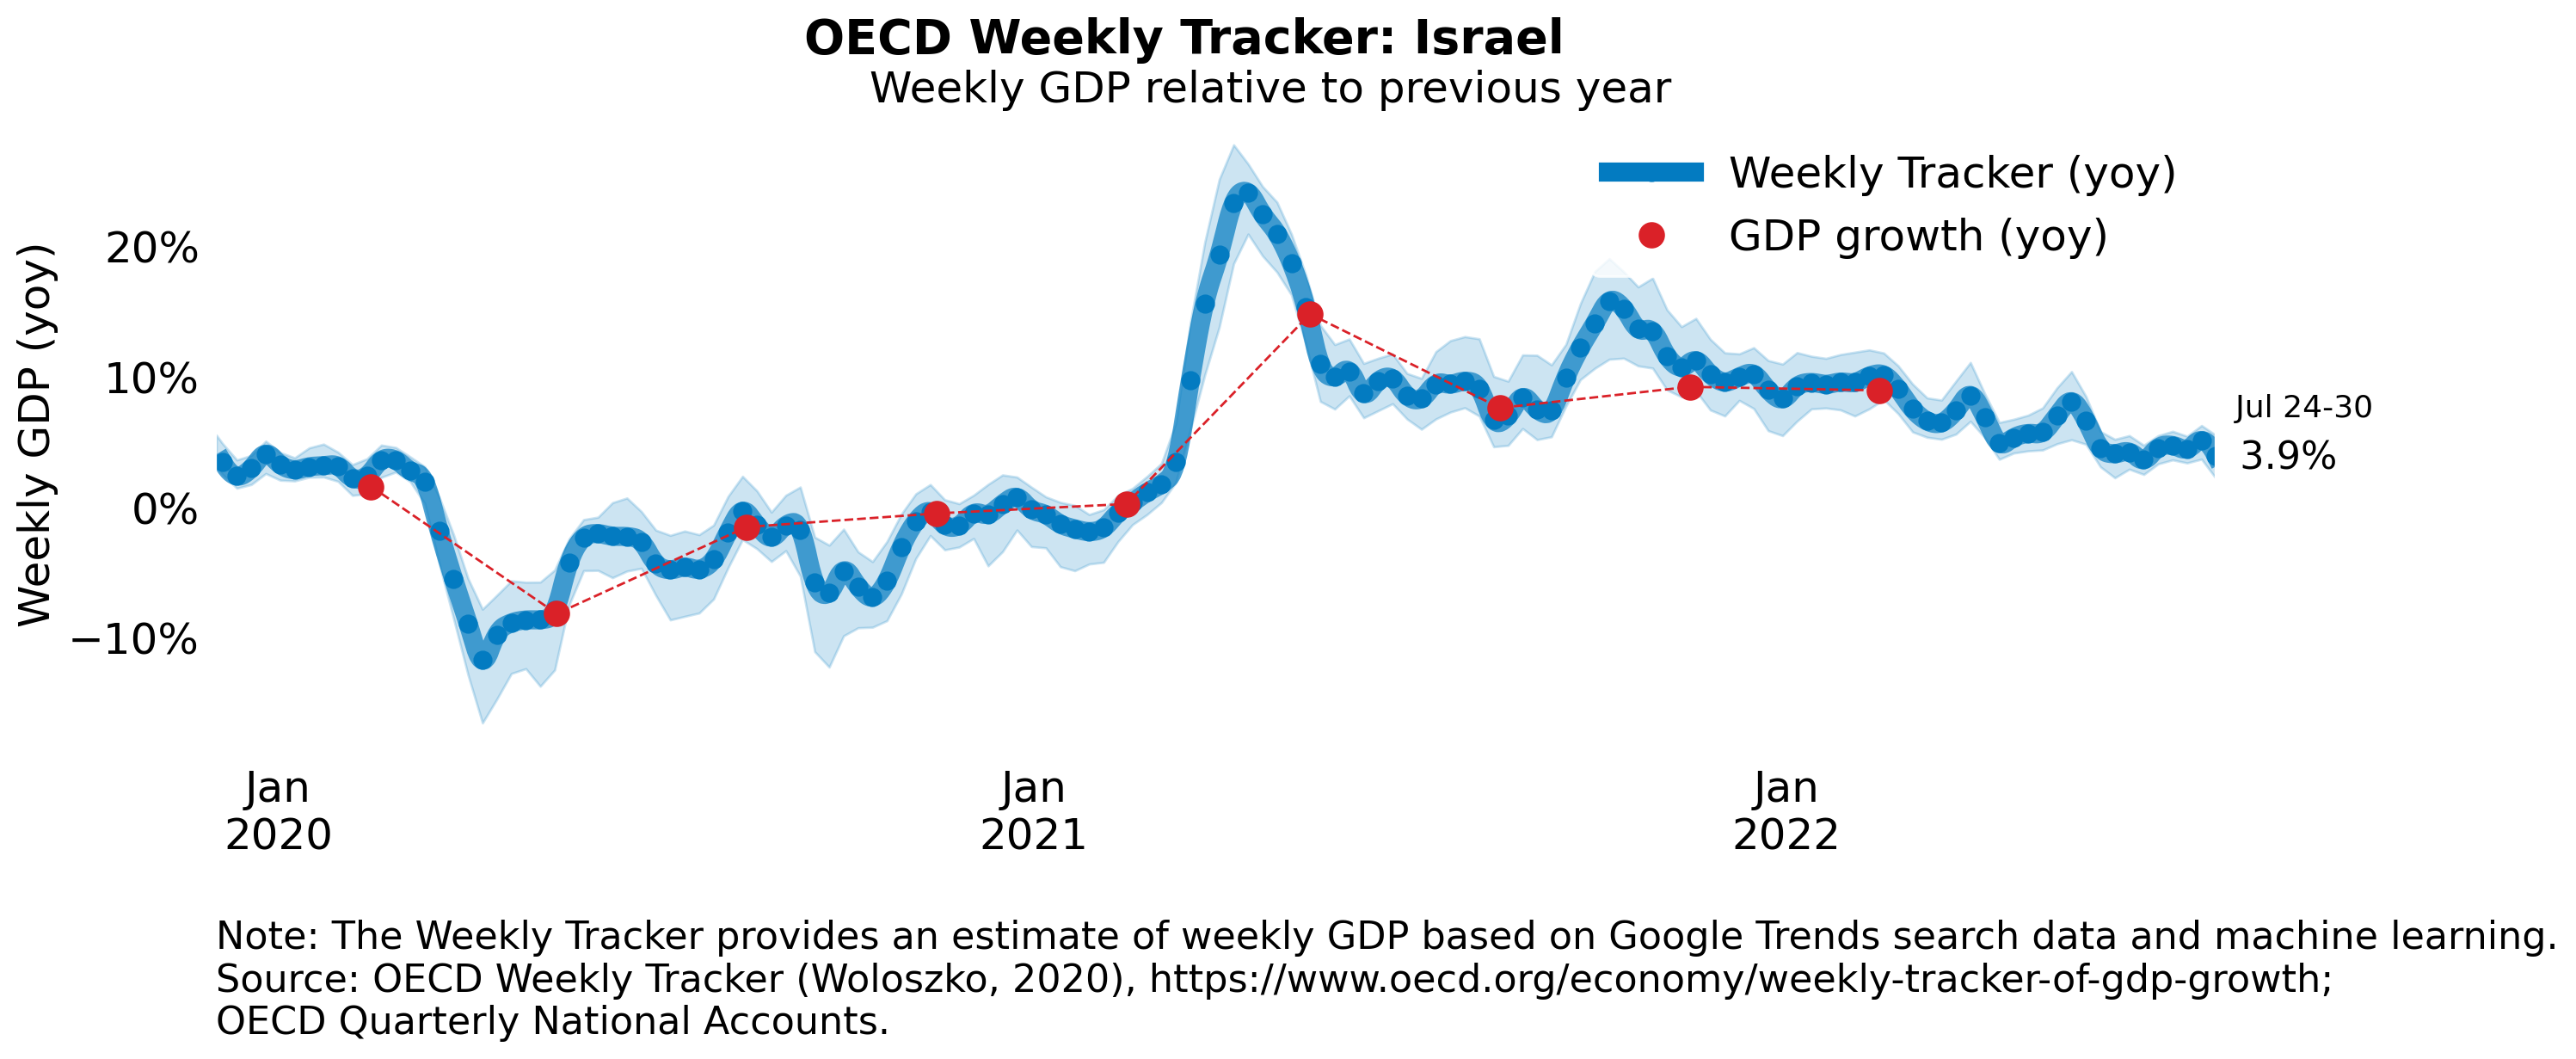 OECD Weekly Tracker: Israel
Weekly GDP relative to previous year
Weekly Tracker (yoy)
GDP growth (yoy)
Weekly GDP (yoy)
20%
10%
0%
−10%
Jul 24-30
3.9%
Jan
2020
Jan
2021
Jan
2022
Note: The Weekly Tracker provides an estimate of weekly GDP based on Google Trends search data and machine learning.
Source: OECD Weekly Tracker (Woloszko, 2020), https://www.oecd.org/economy/weekly-tracker-of-gdp-growth;
OECD Quarterly National Accounts.